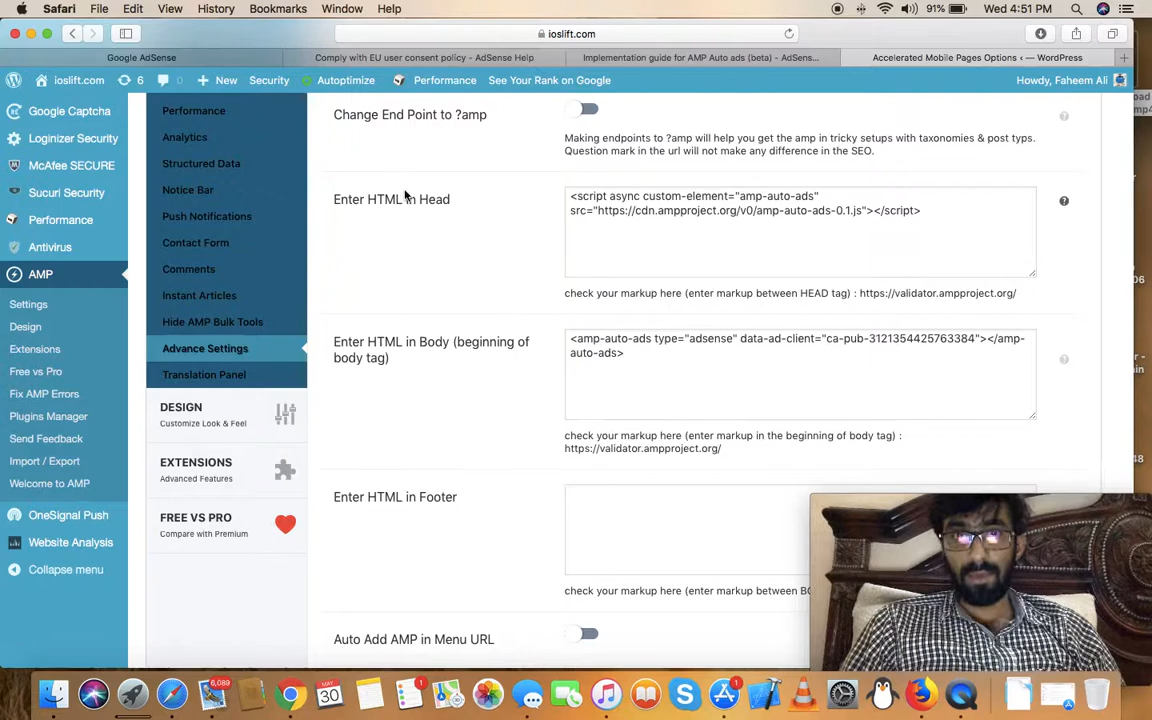 Safari File Edit View History Bookmarks Window Help 91% Wed 4:51 PM
ioslift.com
Google AdSense Comply with EU user consent policy - AdSense Help Implementation guide for AMP Auto ads (beta) - AdSens... Accelerated Mobile Pages Options ‹ — WordPress
ioslift.com 6 0 New Security Autoptimize Performance See Your Rank on Google Howdy, Faheem Ali
Google Captcha
Loginizer Security
McAfee SECURE
Sucuri Security
Performance
Antivirus
AMP
Settings
Design
Extensions
Free vs Pro
Fix AMP Errors
Plugins Manager
Send Feedback
Import / Export
Welcome to AMP
OneSignal Push
Website Analysis
Collapse menu
Performance
Analytics
Structured Data
Notice Bar
Push Notifications
Contact Form
Comments
Instant Articles
Hide AMP Bulk Tools
Advance Settings
Translation Panel
DESIGN
Customize Look & Feel
EXTENSIONS
Advanced Features
FREE VS PRO
Compare with Premium
Change End Point to ?amp
Making endpoints to ?amp will help you get the amp in tricky setups with taxonomies & post typs.
Question mark in the url will not make any difference in the SEO.
Enter HTML in Head
<script async custom-element="amp-auto-ads"
src="https://cdn.ampproject.org/v0/amp-auto-ads-0.1.js"></script>
check your markup here (enter markup between HEAD tag) : https://validator.ampproject.org/
Enter HTML in Body (beginning of
body tag)
<amp-auto-ads type="adsense" data-ad-client="ca-pub-3121354425763384"></amp-
auto-ads>
check your markup here (enter markup in the beginning of body tag) :
https://validator.ampproject.org/
Enter HTML in Footer
check your markup here (enter markup between BO
Auto Add AMP in Menu URL
6,089
MAY
30
1
1